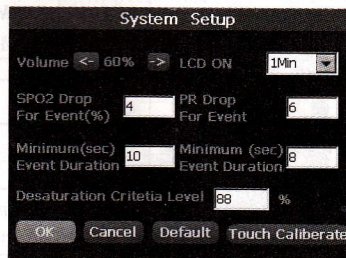 System Setup
Volume <- 60% -> LCD ON 1Min
SPO2 Drop For Event(%) 4 PR Drop For Event 6
Minimum(sec) Event Duration 10 Minimum (sec) Event Duration 8
Desaturation Critetia Level 88 %
OK Cancel Default Touch Caliberate